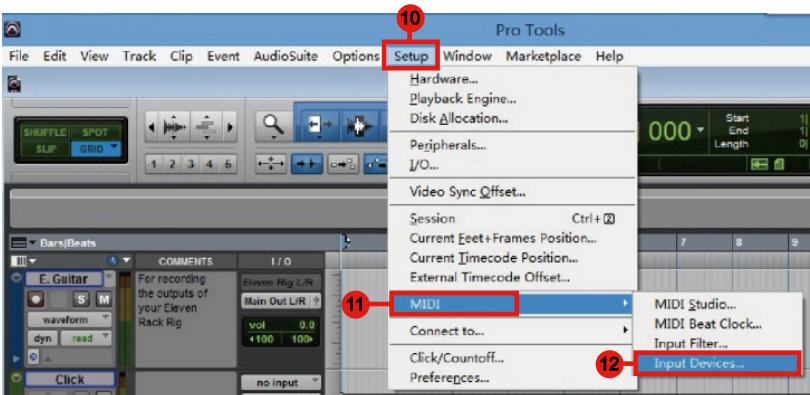 10
Pro Tools
File Edit View Track Clip Event AudioSuite Options Setup Window Marketplace Help
Hardware...
Playback Engine...
Disk Allocation...
Peripherals...
I/O...
Video Sync Offset...
Session Ctrl+2
Current Feet+Frames Position...
Current Timecode Position...
External Timecode Offset...
11
MIDI
Connect to...
Click/Countoff...
Preferences...
MIDI Studio...
MIDI Beat Clock...
Input Filter...
12
Input Devices...
SHUFFLE SPOT
SLIP GRID
1 2 3 4 5
000
Start
End
Length
Bars|Beats
7 8 9
COMMENTS I / O
E. Guitar
S M
waveform
dyn read
For recording
the outputs of
your Eleven
Rack Rig
Eleven Rig L/R
Main Out L/R
vol 0.0
100 100
Click
no input